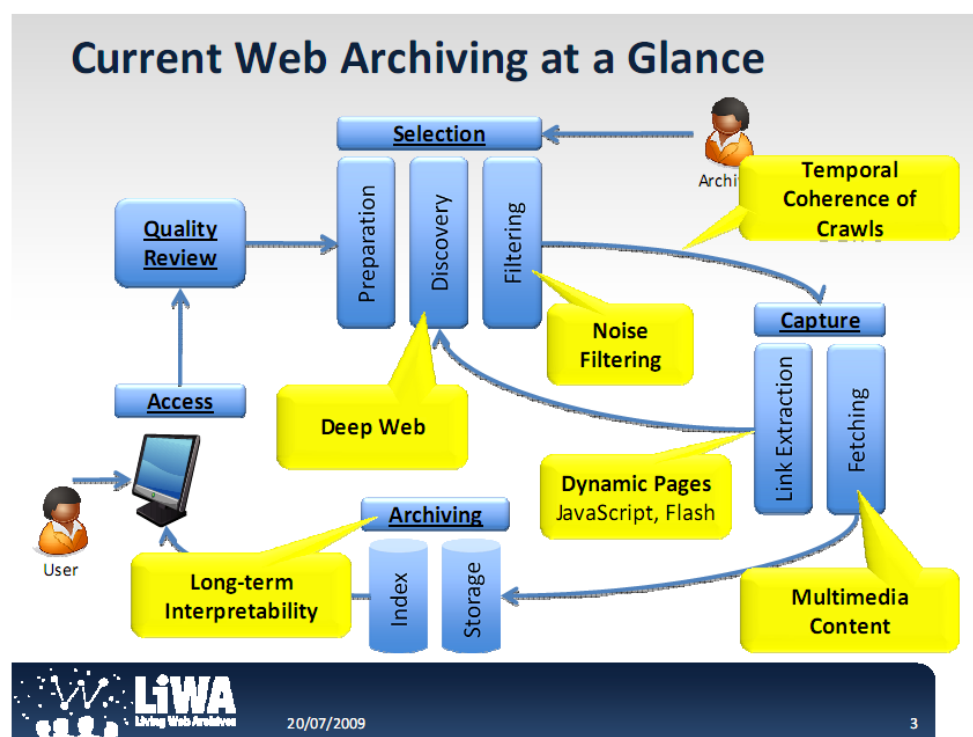 Current Web Archiving at a Glance
Selection
Preparation
Discovery
Filtering
Temporal
Coherence of
Crawls
Quality
Review
Noise
Filtering
Capture
Link Extraction
Fetching
Access
Deep Web
Dynamic Pages
JavaScript, Flash
Archiving
Index
Storage
User
Long-term
Interpretability
Multimedia
Content
LiWA
Living Web Archives
20/07/2009
3